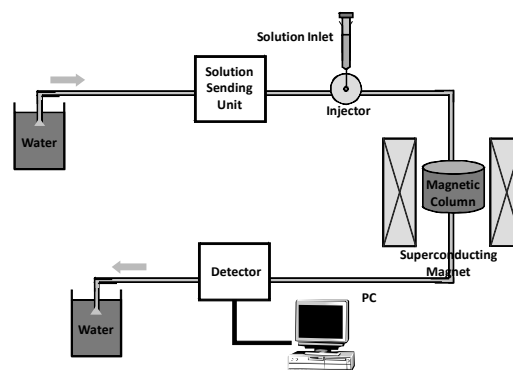 Solution Inlet
Solution
Sending
Unit
Injector
Water
Magnetic
Column
Superconducting
Magnet
Detector
PC
Water